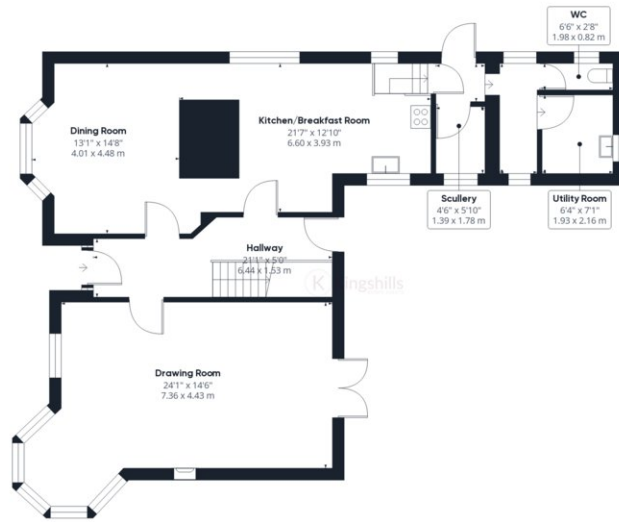 WC
6'6" x 2'8"
1.98 x 0.82 m
Kitchen/Breakfast Room
21'7" x 12'10"
6.60 x 3.93 m
Dining Room
13'1" x 14'8"
4.01 x 4.48 m
Scullery
4'6" x 5'10"
1.39 x 1.78 m
Utility Room
6'4" x 7'1"
1.93 x 2.16 m
Hallway
21'1" x 5'0"
6.44 x 1.53 m
K Kingshills
Drawing Room
24'1" x 14'6"
7.36 x 4.43 m